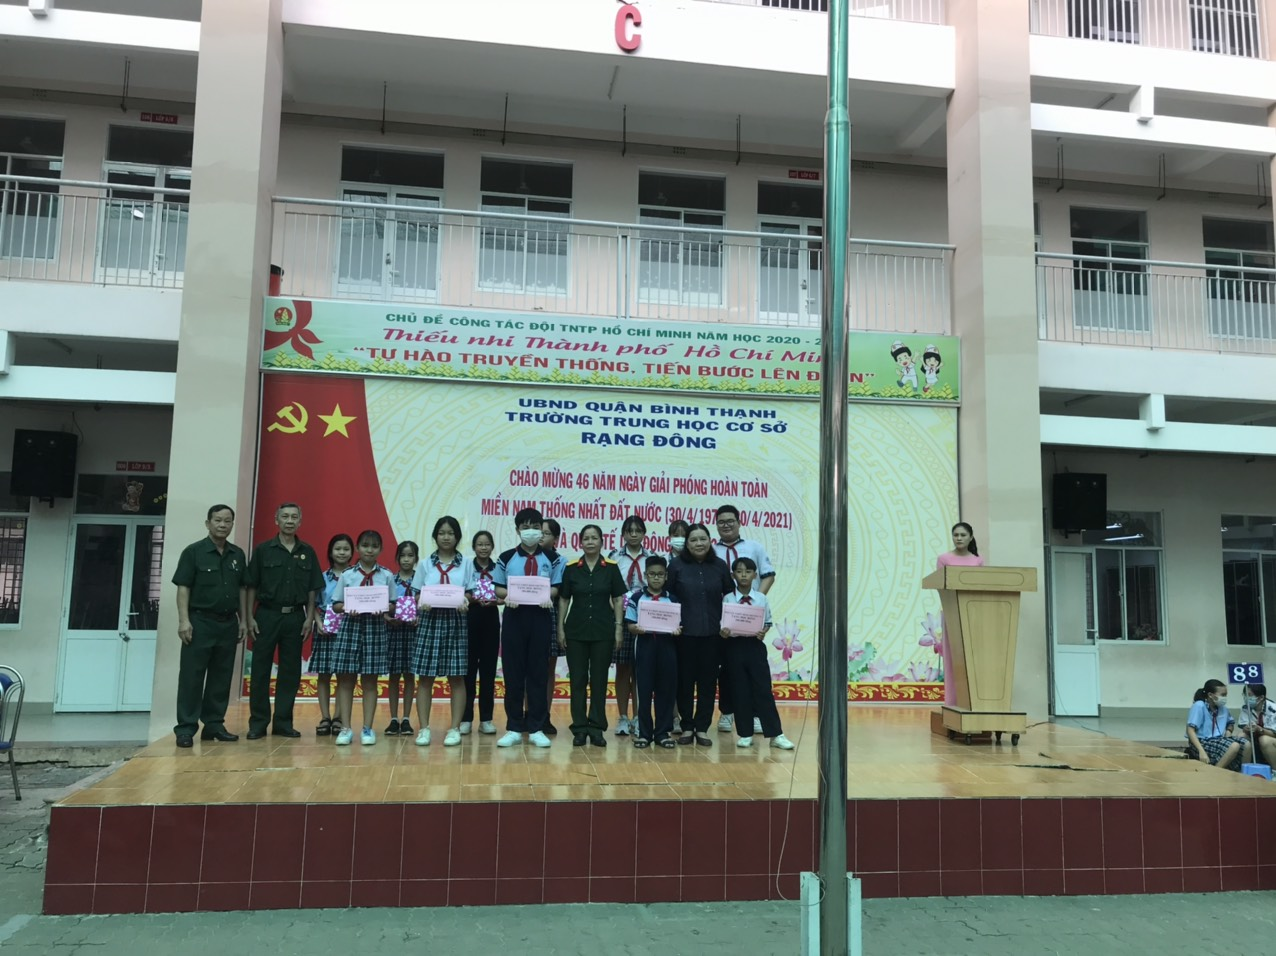 C
CHỦ ĐỀ CÔNG TÁC ĐỘI TNTP HỒ CHÍ MINH NĂM HỌC 2020 - 2
Thiếu nhi Thành phố Hồ Chí Min
"TỰ HÀO TRUYỀN THỐNG, TIẾN BƯỚC LÊN Đ N"
UBND QUẬN BÌNH THẠNH
TRƯỜNG TRUNG HỌC CƠ SỞ
RẠNG ĐÔNG
CHÀO MỪNG 46 NĂM NGÀY GIẢI PHÓNG HOÀN TOÀN
MIỀN NAM THỐNG NHẤT ĐẤT NƯỚC (30/4/197 0/4/2021)
88